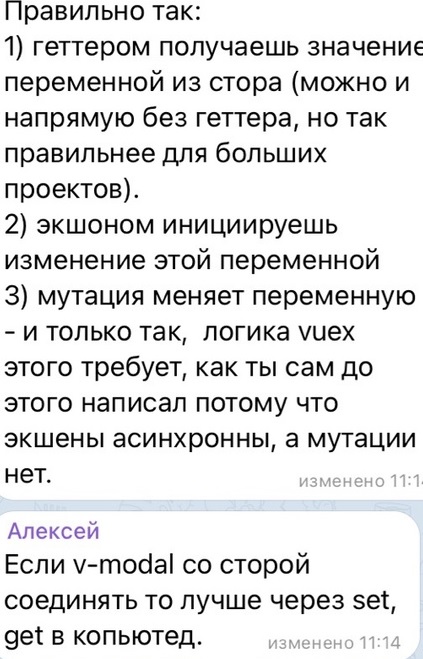 Правильно так:
1) геттером получаешь значение
переменной из стора (можно и
напрямую без геттера, но так
правильнее для больших
проектов).
2) экшоном инициируешь
изменение этой переменной
3) мутация меняет переменную
- и только так,  логика vuex
этого требует, как ты сам до
этого написал потому что
экшены асинхронны, а мутации
нет.
изменено 11:14
Алексей
Если v-modal со сторой
соединять то лучше через set,
get в копьютед.
изменено 11:14